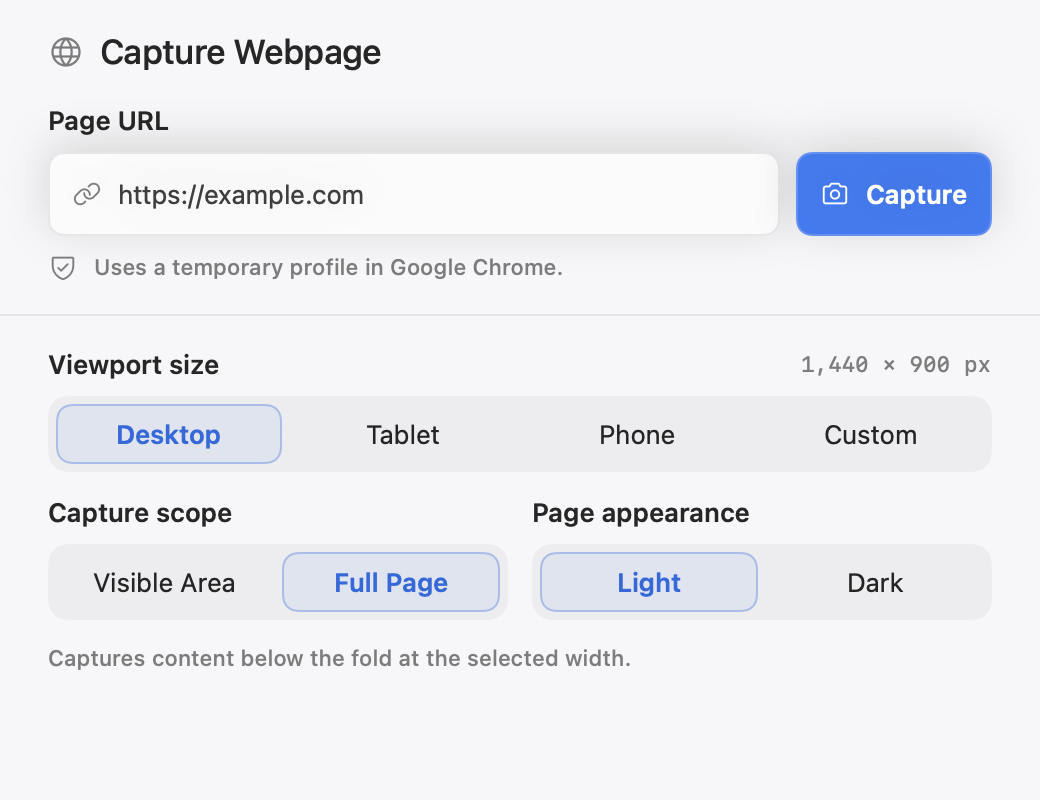 Capture Webpage
Page URL
https://example.com
Capture
Uses a temporary profile in Google Chrome.
Viewport size
1,440 × 900 px
Desktop
Tablet
Phone
Custom
Capture scope
Page appearance
Visible Area
Full Page
Light
Dark
Captures content below the fold at the selected width.